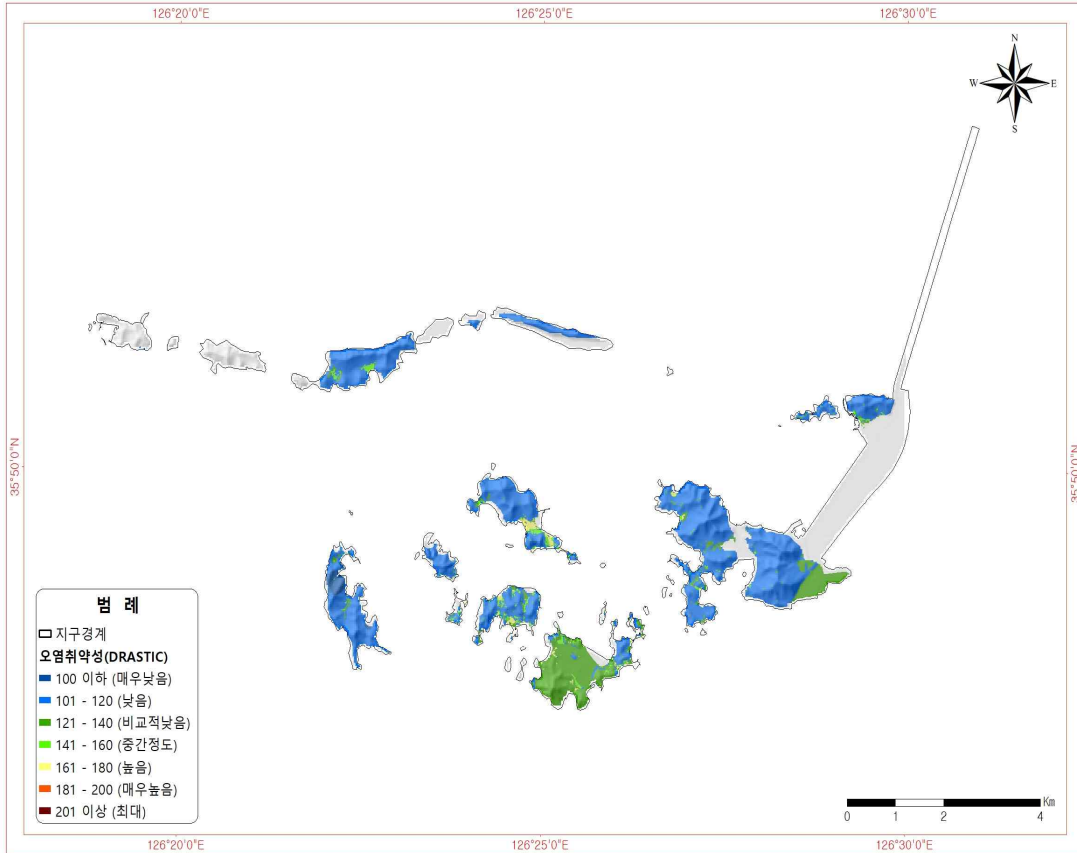 126°20'0"E
126°25'0"E
126°30'0"E
N
W
E
S
35°50'0"N
35°50'0"N
범 례
지구경계
오염취약성(DRASTIC)
100 이하 (매우낮음)
101 - 120 (낮음)
121 - 140 (비교적낮음)
141 - 160 (중간정도)
161 - 180 (높음)
181 - 200 (매우높음)
201 이상 (최대)
Km
0 1 2 4
126°20'0"E
126°25'0"E
126°30'0"E